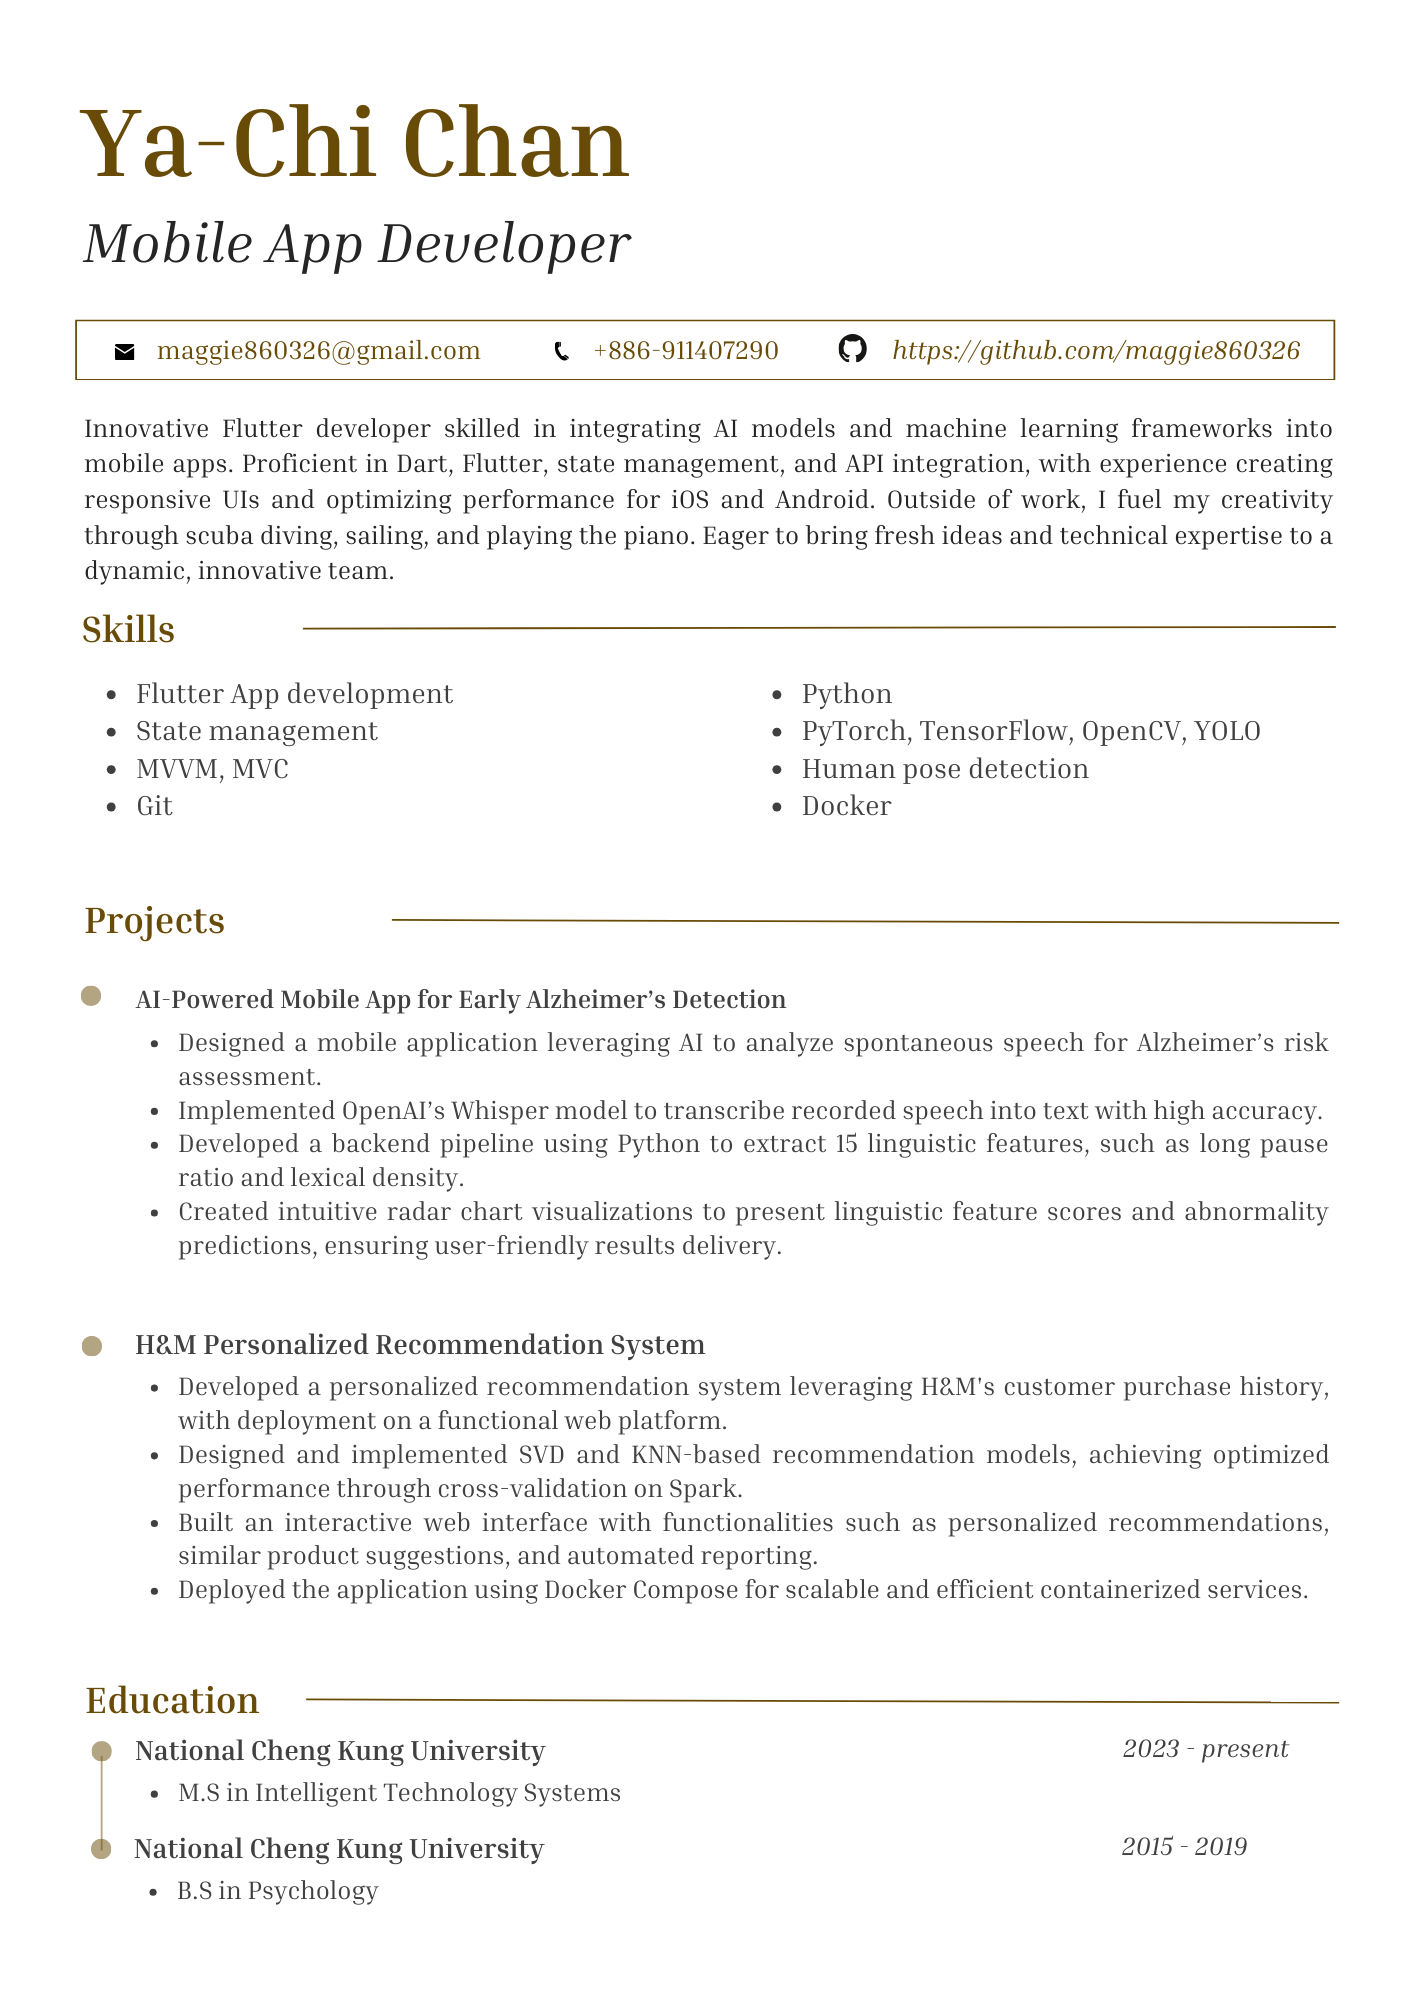 Ya-Chi Chan
Mobile App Developer
maggie860326@gmail.com +886-911407290 https://github.com/maggie860326
Innovative Flutter developer skilled in integrating AI models and machine learning frameworks into
mobile apps. Proficient in Dart, Flutter, state management, and API integration, with experience creating
responsive UIs and optimizing performance for iOS and Android. Outside of work, I fuel my creativity
through scuba diving, sailing, and playing the piano. Eager to bring fresh ideas and technical expertise to a
dynamic, innovative team.
Skills
• Flutter App development
• State management
• MVVM, MVC
• Git
• Python
• PyTorch, TensorFlow, OpenCV, YOLO
• Human pose detection
• Docker
Projects
AI-Powered Mobile App for Early Alzheimer’s Detection
• Designed a mobile application leveraging AI to analyze spontaneous speech for Alzheimer’s risk
assessment.
• Implemented OpenAI’s Whisper model to transcribe recorded speech into text with high accuracy.
• Developed a backend pipeline using Python to extract 15 linguistic features, such as long pause
ratio and lexical density.
• Created intuitive radar chart visualizations to present linguistic feature scores and abnormality
predictions, ensuring user-friendly results delivery.
H&M Personalized Recommendation System
• Developed a personalized recommendation system leveraging H&M's customer purchase history,
with deployment on a functional web platform.
• Designed and implemented SVD and KNN-based recommendation models, achieving optimized
performance through cross-validation on Spark.
• Built an interactive web interface with functionalities such as personalized recommendations,
similar product suggestions, and automated reporting.
• Deployed the application using Docker Compose for scalable and efficient containerized services.
Education
National Cheng Kung University 2023 - present
• M.S in Intelligent Technology Systems
National Cheng Kung University 2015 - 2019
• B.S in Psychology